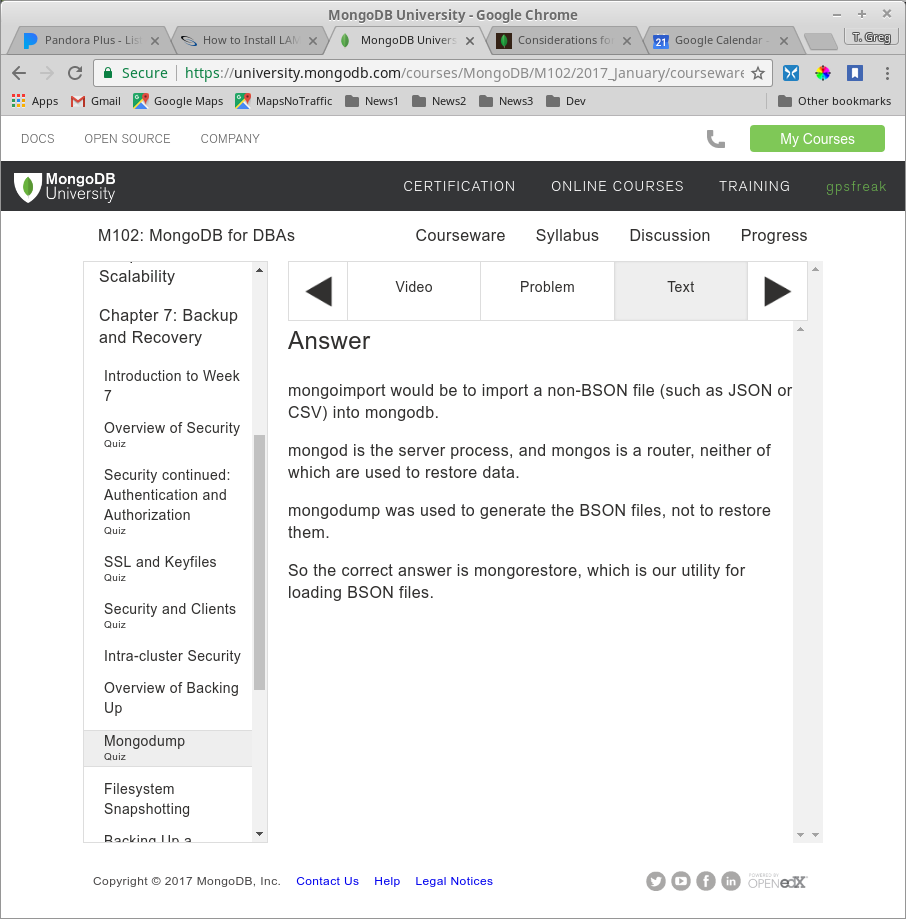 MongoDB University - Google Chrome
Pandora Plus - List
How to Install LAM
MongoDB Univers
Considerations fo
Google Calendar -
T. Greg
Secure
https://university.mongodb.com/courses/MongoDB/M102/2017_January/courseware
Apps
Gmail
Google Maps
MapsNoTraffic
News1
News2
News3
Dev
Other bookmarks
DOCS
OPEN SOURCE
COMPANY
My Courses
MongoDB
University
CERTIFICATION
ONLINE COURSES
TRAINING
gpsfreak
M102: MongoDB for DBAs
Courseware
Syllabus
Discussion
Progress
Scalability
Chapter 7: Backup
and Recovery
Introduction to Week
7
Overview of Security
Quiz
Security continued:
Authentication and
Authorization
Quiz
SSL and Keyfiles
Quiz
Security and Clients
Quiz
Intra-cluster Security
Overview of Backing
Up
Mongodump
Quiz
Filesystem
Snapshotting
Backing Up a
Video
Problem
Text
Answer
mongoimport would be to import a non-BSON file (such as JSON or
CSV) into mongodb.
mongod is the server process, and mongos is a router, neither of
which are used to restore data.
mongodump was used to generate the BSON files, not to restore
them.
So the correct answer is mongorestore, which is our utility for
loading BSON files.
Copyright © 2017 MongoDB, Inc.
Contact Us
Help
Legal Notices
POWERED BY
OPEN edX